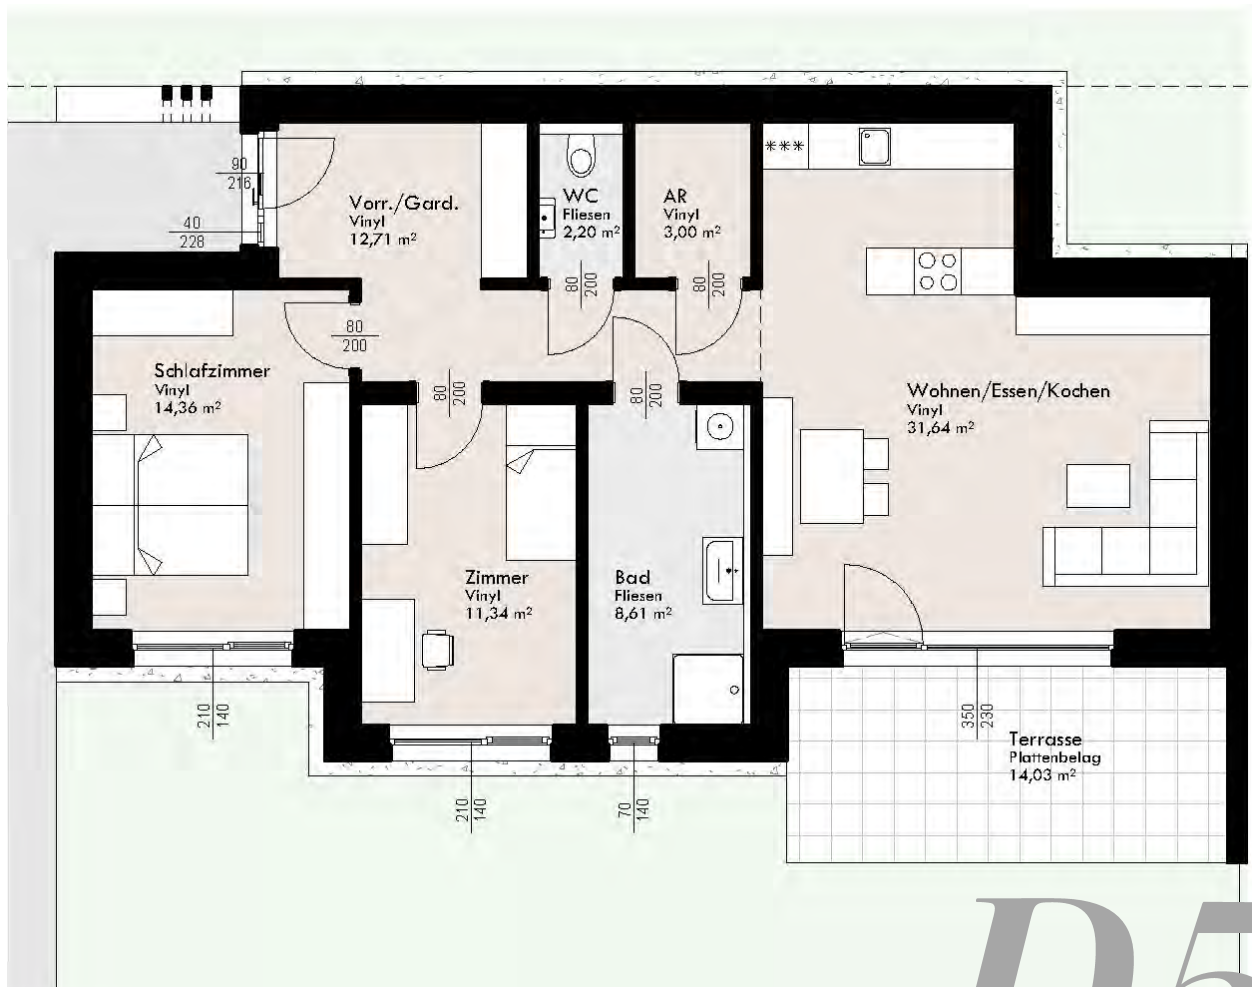 90
216
40
228
Vorr./Gard.
Vinyl
12,71 m²
WC
Fliesen
2,20 m²
AR
Vinyl
3,00 m²
***
80
200
80
200
80
200
Schlafzimmer
Vinyl
14,36 m²
80
200
80
200
Wohnen/Essen/Kochen
Vinyl
31,64 m²
Zimmer
Vinyl
11,34 m²
Bad
Fliesen
8,61 m²
210
140
350
230
Terrasse
Plattenbelag
14,03 m²
210
140
70
140
D5